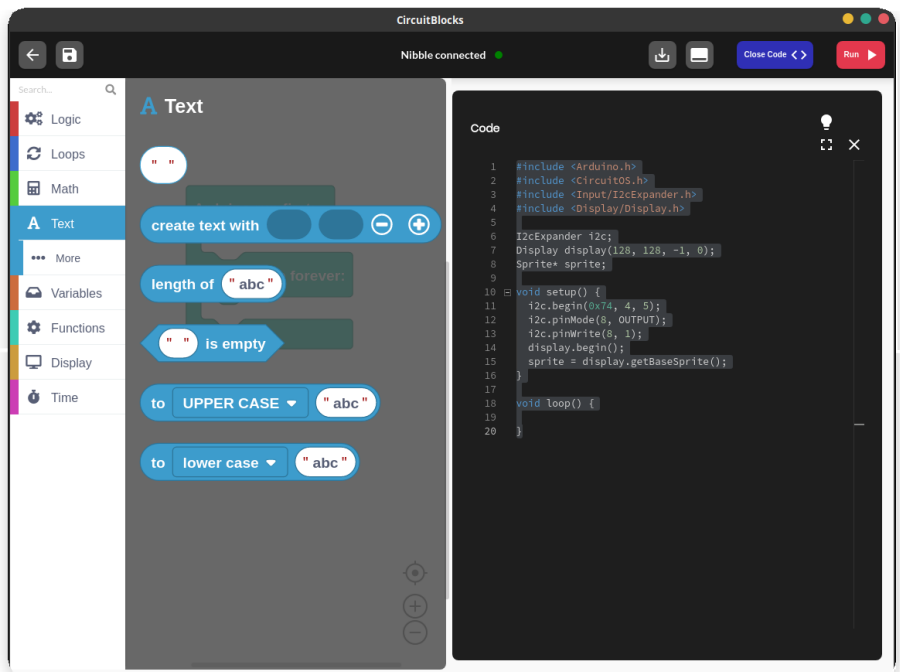 CircuitBlocks
Nibble connected
Close Code
Run
Search...
Logic
Loops
Math
A Text
More
Variables
Functions
Display
Time
A Text
" "
create text with
length of " abc "
forever:
" " is empty
to UPPER CASE " abc "
to lower case " abc "
Code
1 #include <Arduino.h>
2 #include <CircuitOS.h>
3 #include <Input/I2cExpander.h>
4 #include <Display/Display.h>
5
6 I2cExpander i2c;
7 Display display(128, 128, -1, 0);
8 Sprite* sprite;
9
10 void setup() {
11 i2c.begin(0x74, 4, 5);
12 i2c.pinMode(8, OUTPUT);
13 i2c.pinWrite(8, 1);
14 display.begin();
15 sprite = display.getBaseSprite();
16 }
17
18 void loop() {
19
20 }